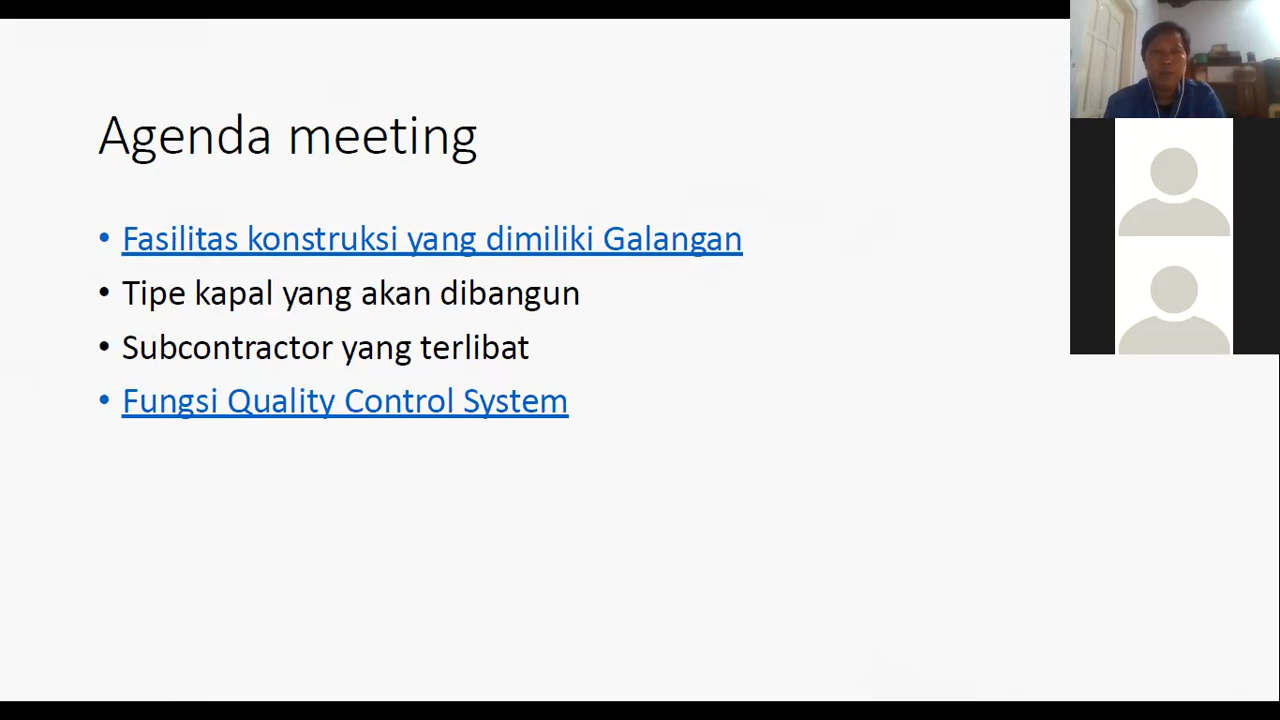 Agenda meeting
• Fasilitas konstruksi yang dimiliki Galangan
• Tipe kapal yang akan dibangun
• Subcontractor yang terlibat
• Fungsi Quality Control System